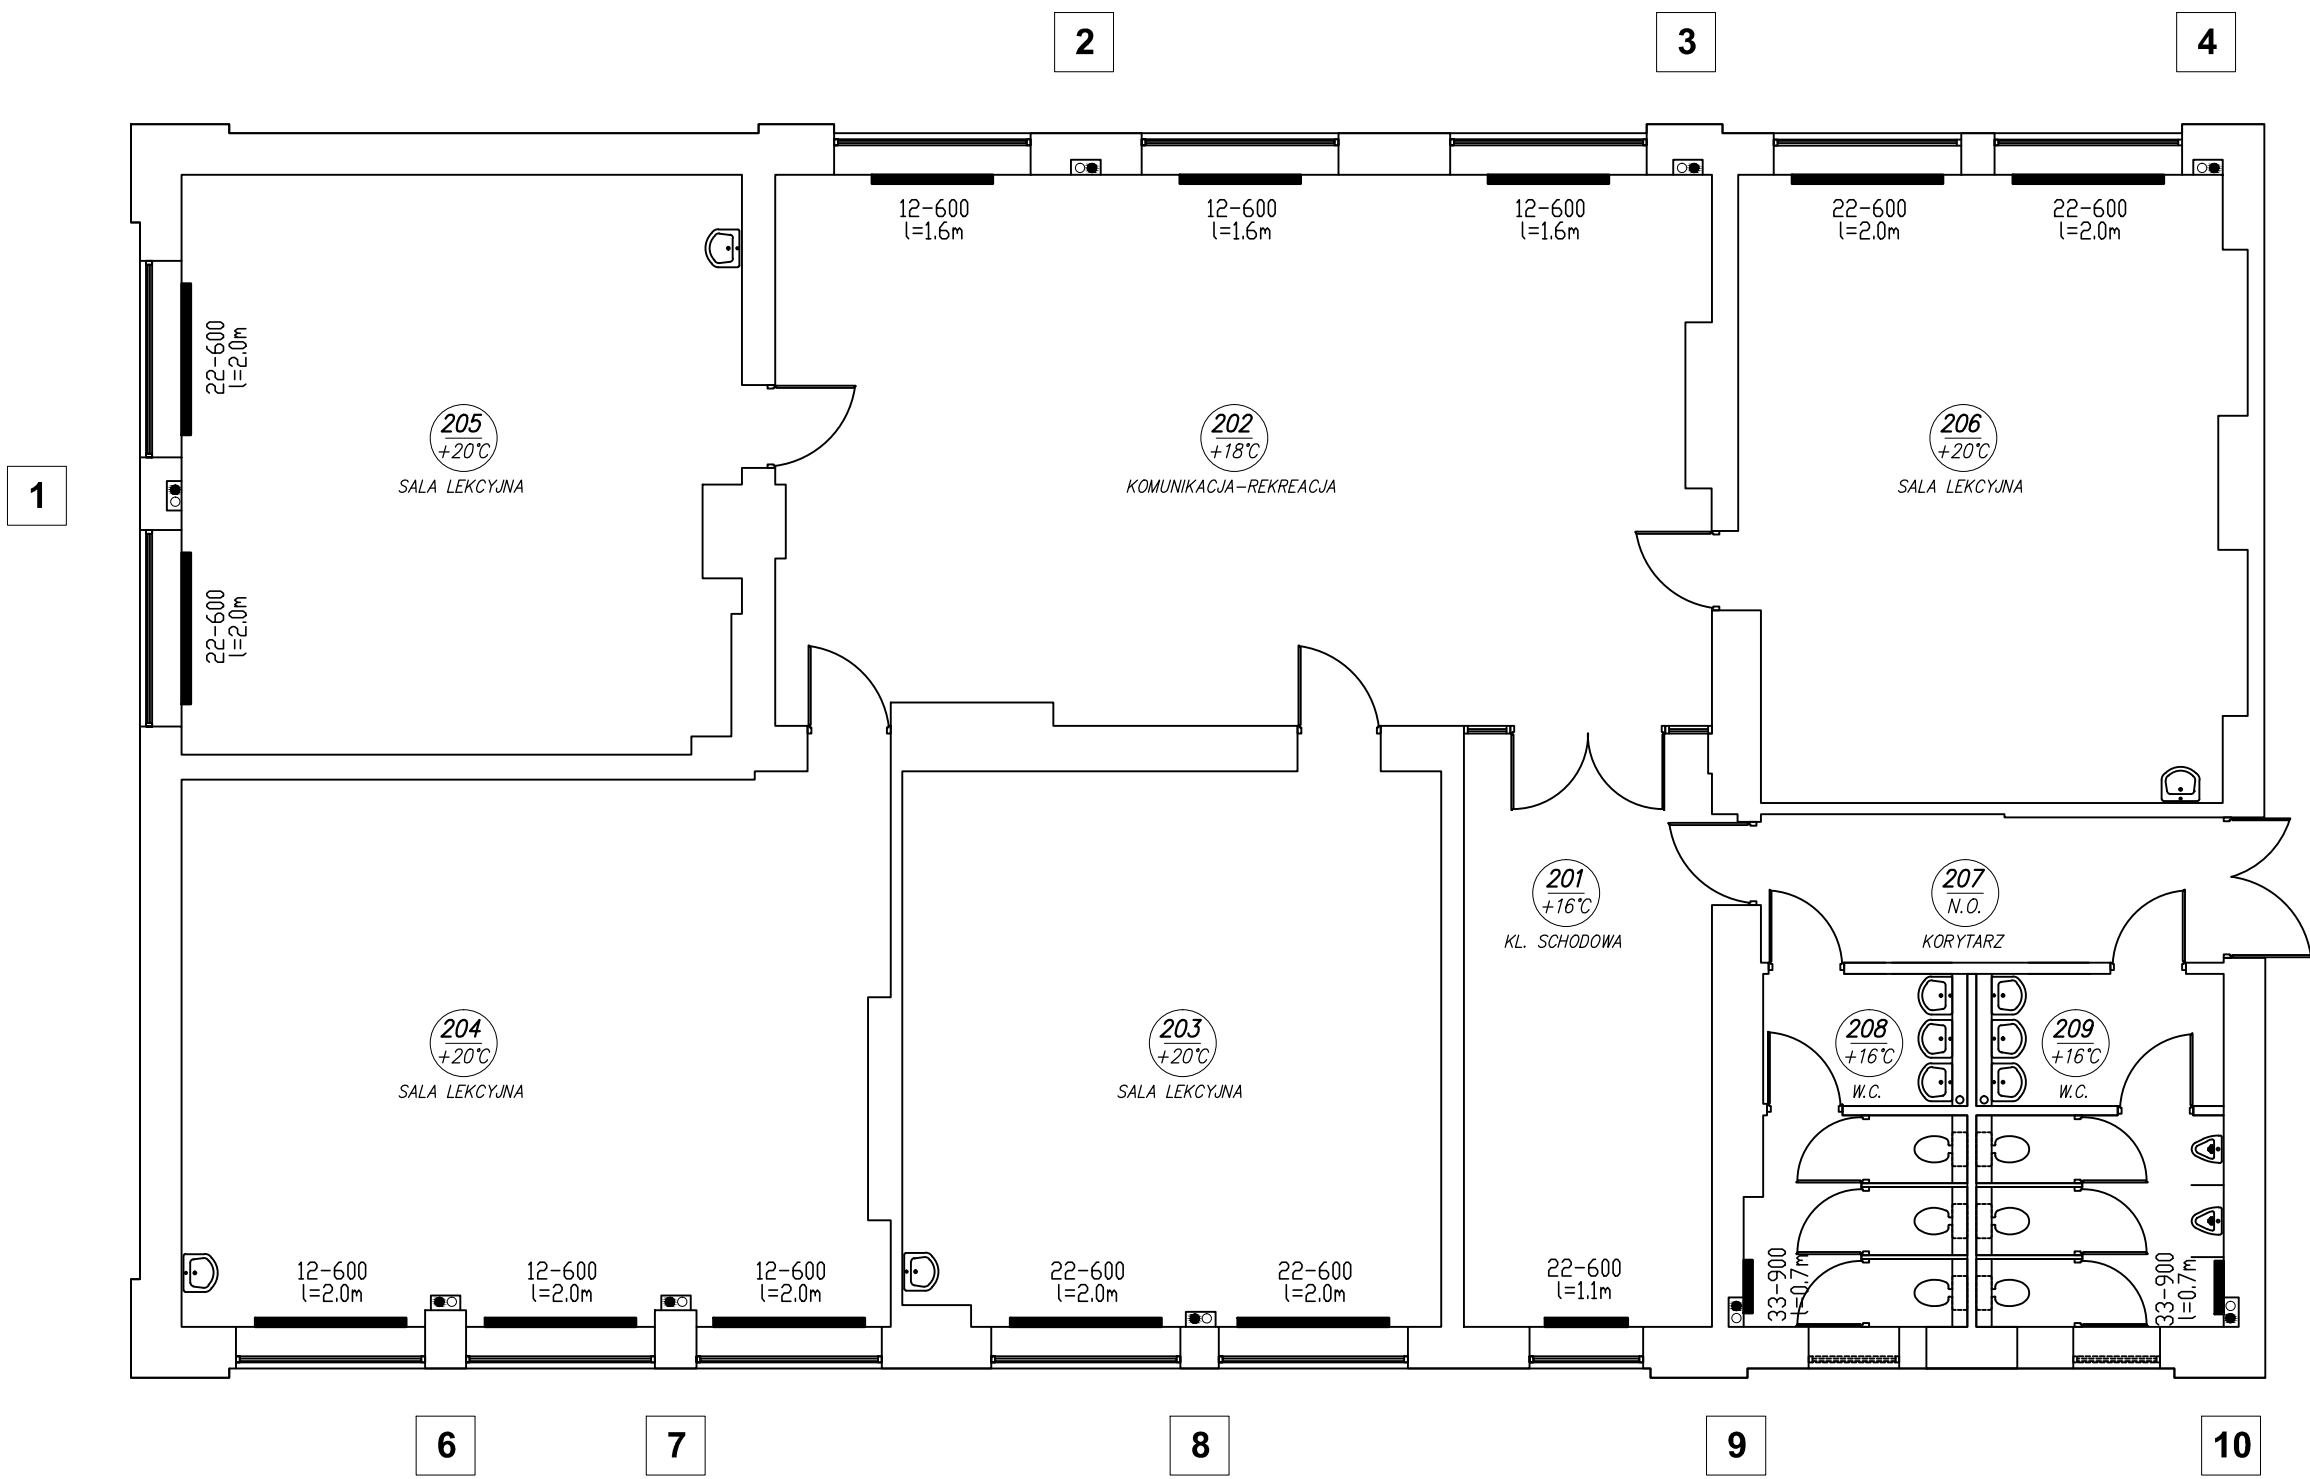 2
3
4
12-600
l=1.6m
12-600
l=1.6m
12-600
l=1.6m
22-600
l=2.0m
22-600
l=2.0m
22-600
l=2.0m
205
+20°C
SALA LEKCYJNA
202
+18°C
KOMUNIKACJA-REKREACJA
206
+20°C
SALA LEKCYJNA
1
22-600
l=2.0m
201
+16°C
KL. SCHODOWA
207
N.O.
KORYTARZ
204
+20°C
SALA LEKCYJNA
203
+20°C
SALA LEKCYJNA
208
+16°C
W.C.
209
+16°C
W.C.
12-600
l=2.0m
12-600
l=2.0m
12-600
l=2.0m
22-600
l=2.0m
22-600
l=2.0m
22-600
l=1.1m
33-900
l=0.7m
33-900
l=0.7m
6
7
8
9
10